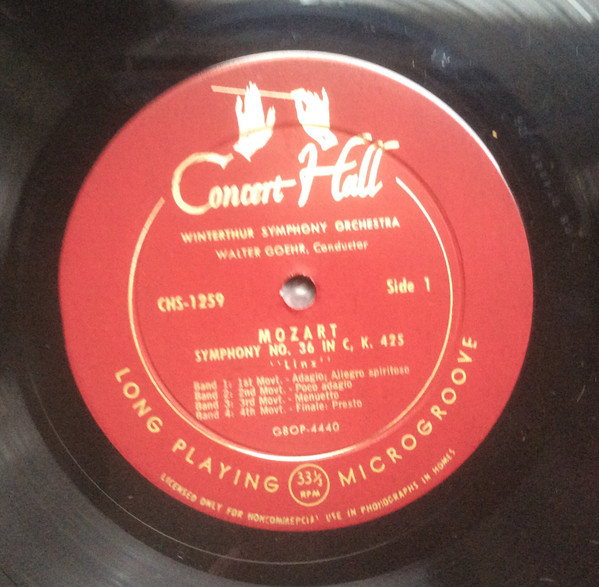 Concert Hall
WINTERTHUR SYMPHONY ORCHESTRA
WALTER GOEHR, Conductor
CHS-1259
Side 1
MOZART
SYMPHONY NO. 36 IN C, K. 425
"Linz"
Band 1: 1st Movt. - Adagio; Allegro spiritoso
Band 2: 2nd Movt. - Poco adagio
Band 3: 3rd Movt. - Menuetto
Band 4: 4th Movt. - Finale: Presto
G8OP-4440
LONG PLAYING 33⅓ RPM MICROGROOVE
LICENSED ONLY FOR NONCOMMERCIAL USE IN PHONOGRAPHS IN HOMES